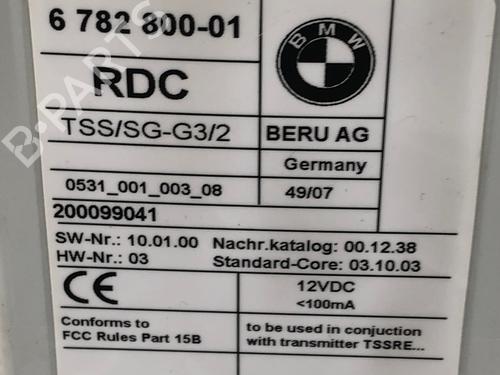 6 782 800-01
BMW
RDC
TSS/SG-G3/2
BERU AG
Germany
0531_001_003_08
49/07
200099041
SW-Nr.: 10.01.00 Nachr.katalog: 00.12.38
HW-Nr.: 03 Standard-Core: 03.10.03
CE
12VDC
<100mA
Conforms to
FCC Rules Part 15B
to be used in conjuction
with transmitter TSSRE...
B-PARTS